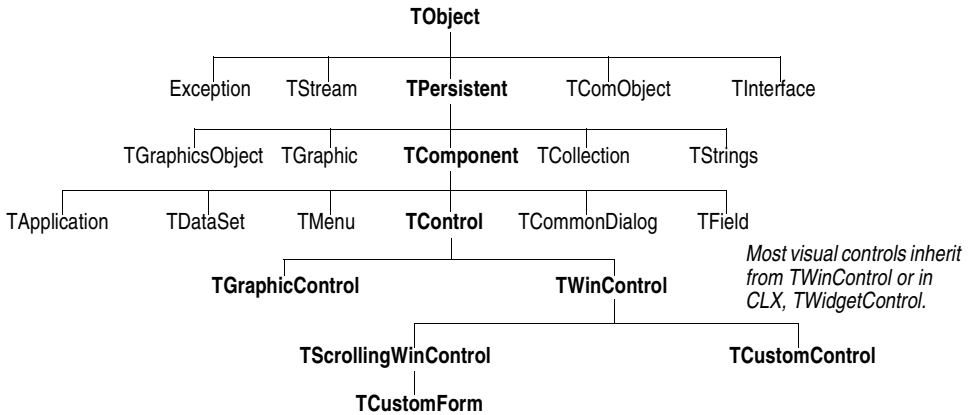 TObject
Exception TStream TPersistent TComObject TInterface
TGraphicsObject TGraphic TComponent TCollection TStrings
TApplication TDataSet TMenu TControl TCommonDialog TField
Most visual controls inherit
from TWinControl or in
CLX, TWidgetControl.
TGraphicControl TWinControl
TScrollingWinControl TCustomControl
TCustomForm